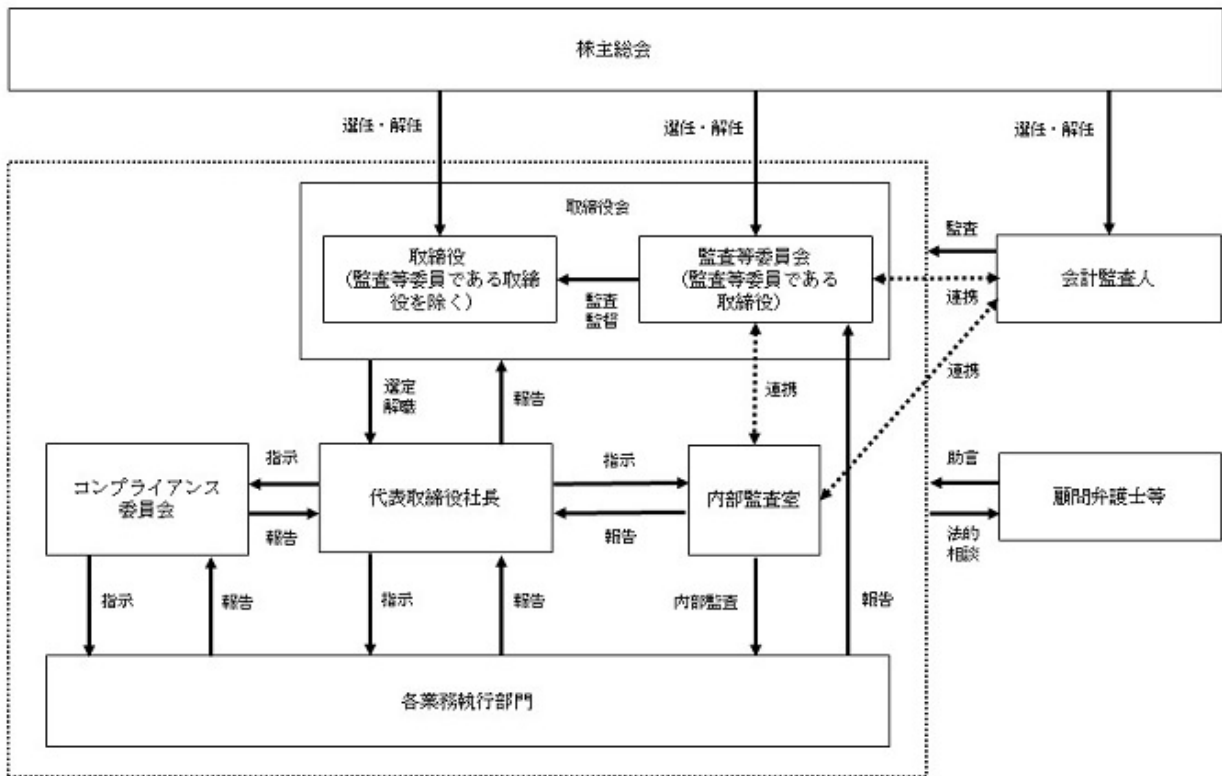 株主総会
選任・解任
選任・解任
選任・解任
取締役会
取締役
(監査等委員である取締
役を除く)
監査
監督
監査等委員会
(監査等委員である
取締役)
監査
連携
会計監査人
選定
解職
報告
連携
連携
コンプライアンス
委員会
指示
報告
代表取締役社長
指示
報告
内部監査室
助言
法的
相談
顧問弁護士等
指示
報告
指示
報告
内部監査
報告
各業務執行部門